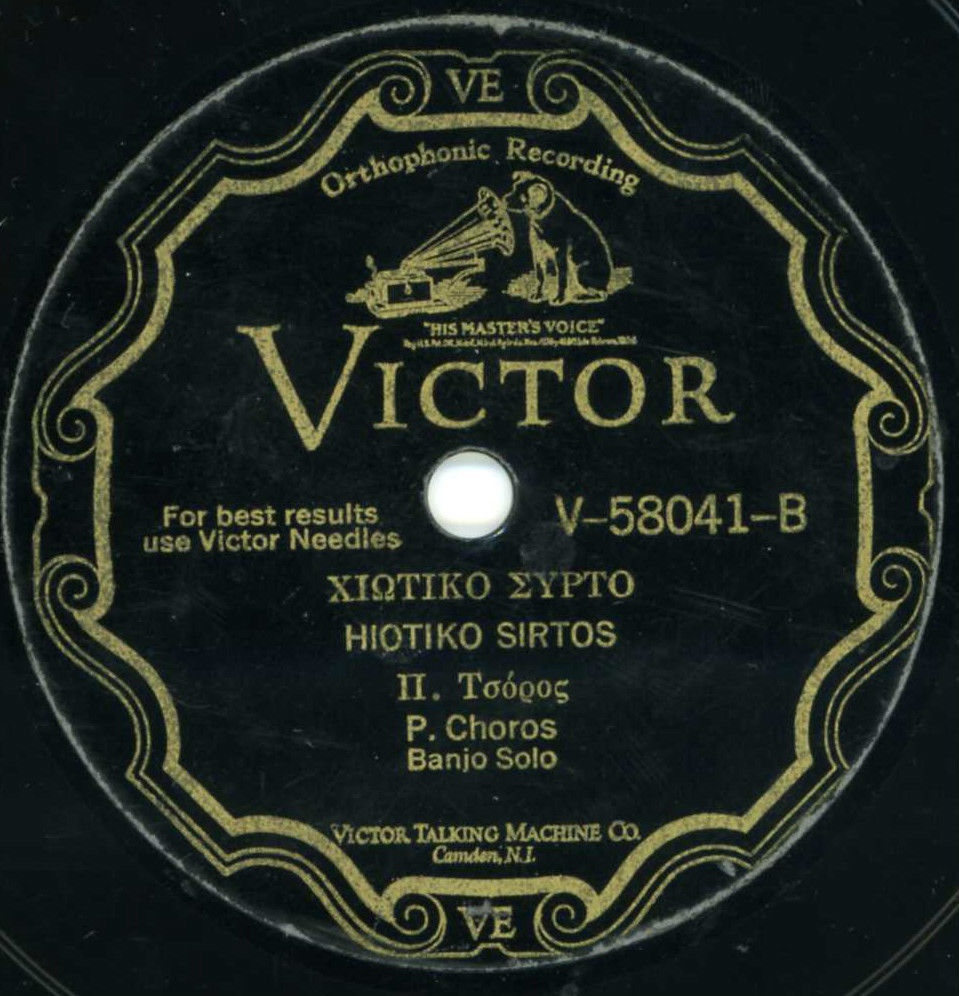 VE
Orthophonic Recording
"HIS MASTER'S VOICE"
VICTOR
For best results
use Victor Needles
V-58041-B
ΧΙΩΤΙΚΟ ΣΥΡΤΟ
HIOTIKO SIRTOS
Π. Τσόρος
P. Choros
Banjo Solo
VICTOR TALKING MACHINE CO.
Camden, N.J.
VE